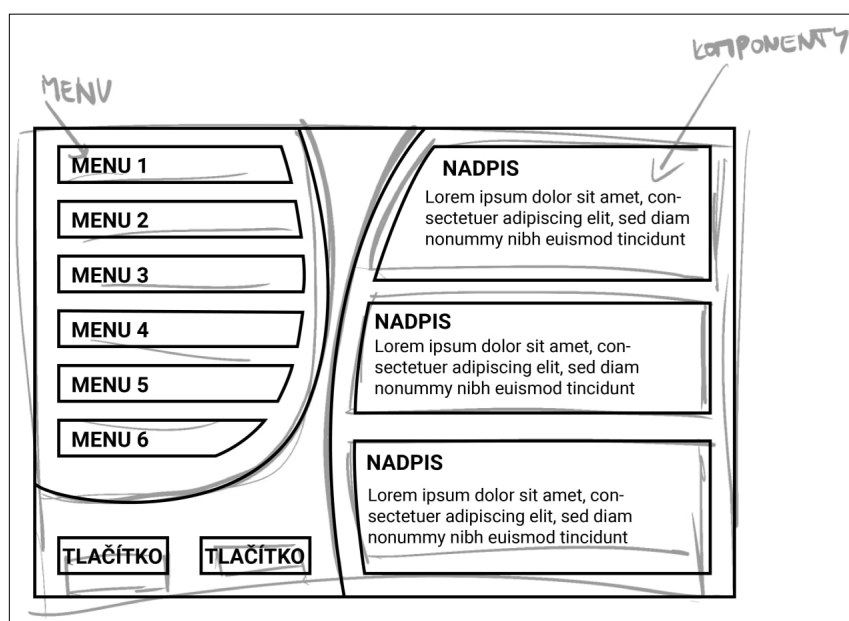 MENU
KOMPONENTY
MENU 1
MENU 2
MENU 3
MENU 4
MENU 5
MENU 6
TLAČÍTKO
TLAČÍTKO
NADPIS
Lorem ipsum dolor sit amet, con-
sectetuer adipiscing elit, sed diam
nonummy nibh euismod tincidunt
NADPIS
Lorem ipsum dolor sit amet, con-
sectetuer adipiscing elit, sed diam
nonummy nibh euismod tincidunt
NADPIS
Lorem ipsum dolor sit amet, con-
sectetuer adipiscing elit, sed diam
nonummy nibh euismod tincidunt